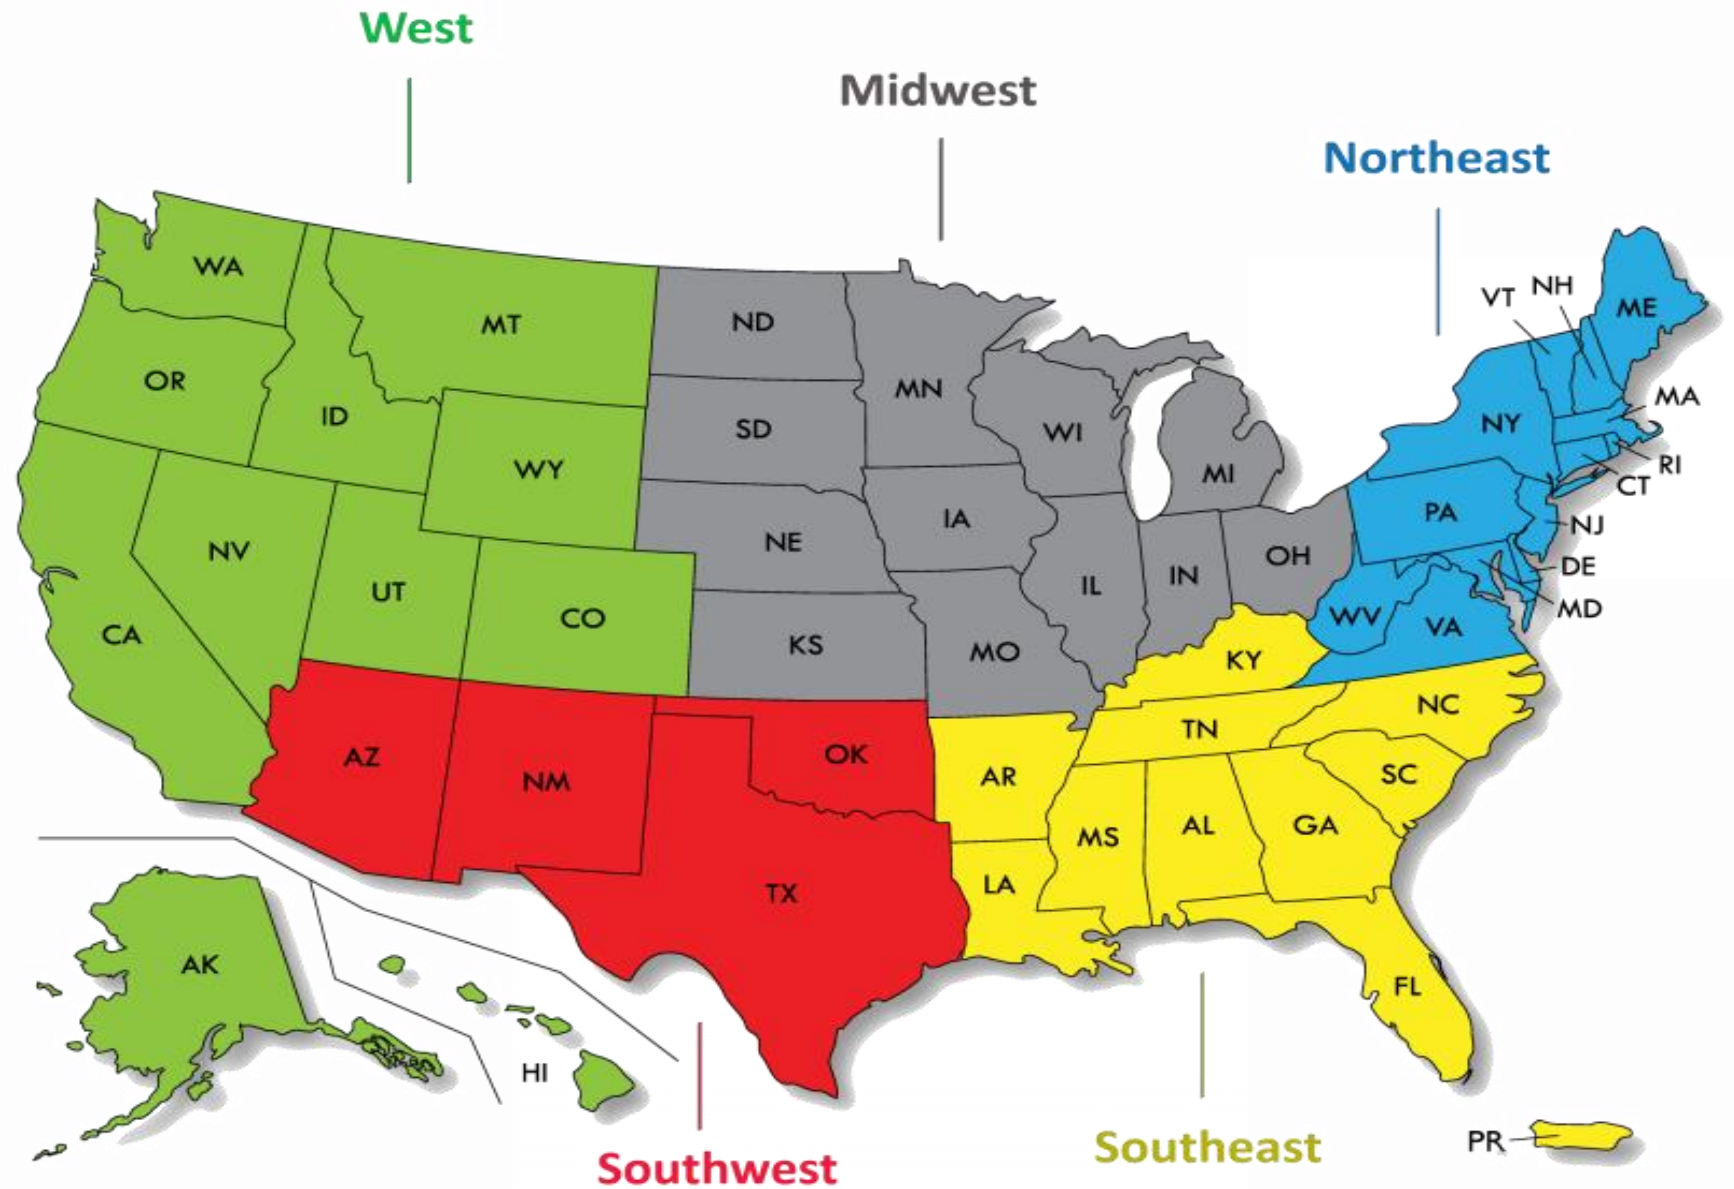 West
Midwest
Northeast
WA
MT
ND
MN
VT
NH
ME
OR
ID
WY
SD
WI
MI
NY
MA
RI
CT
NV
UT
CO
NE
IA
IL
IN
OH
PA
NJ
DE
MD
CA
KS
MO
WV
VA
KY
AZ
NM
OK
AR
TN
NC
SC
TX
LA
MS
AL
GA
FL
AK
HI
PR
Southwest
Southeast